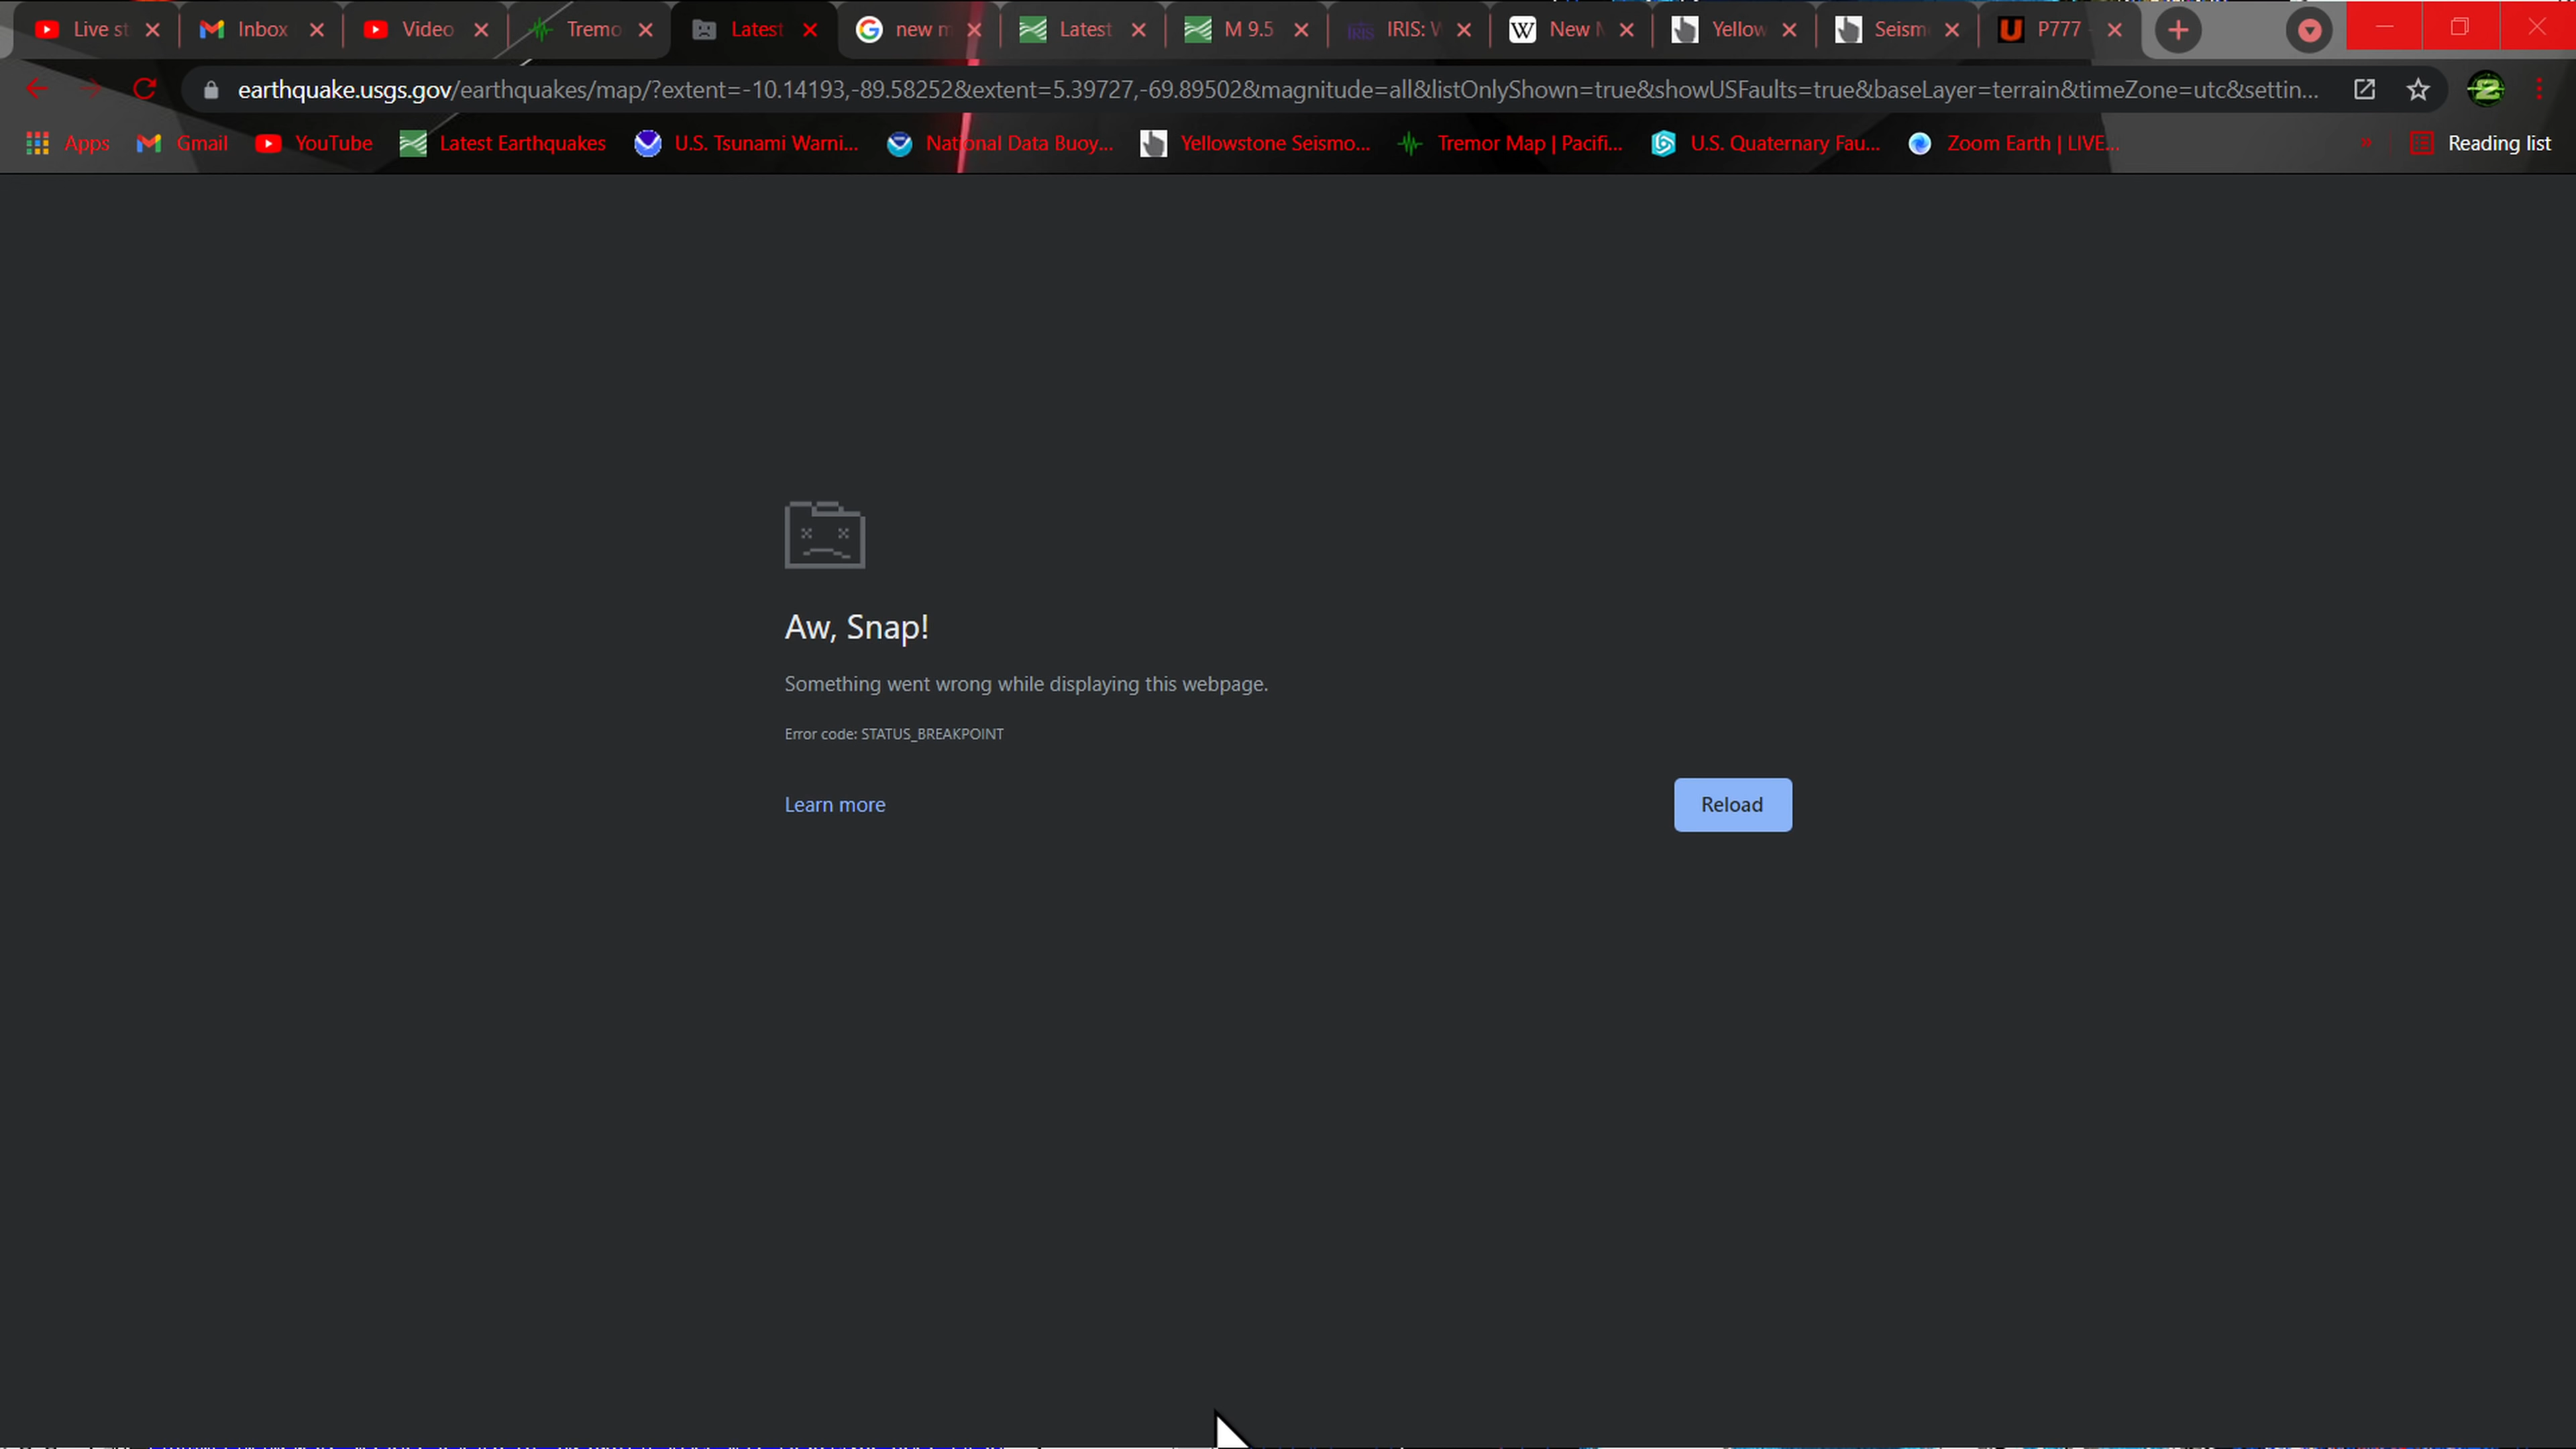 Live st Inbox Video Tremo Latest new m Latest M 9.5 IRIS: W New M Yellow Seism P777
earthquake.usgs.gov/earthquakes/map/?extent=-10.14193,-89.58252&extent=5.39727,-69.89502&magnitude=all&listOnlyShown=true&showUSFaults=true&baseLayer=terrain&timeZone=utc&settin...
Apps Gmail YouTube Latest Earthquakes U.S. Tsunami Warni... National Data Buoy... Yellowstone Seismo... Tremor Map | Pacifi... U.S. Quaternary Fau... Zoom Earth | LIVE... » Reading list
Aw, Snap!
Something went wrong while displaying this webpage.
Error code: STATUS_BREAKPOINT
Learn more Reload